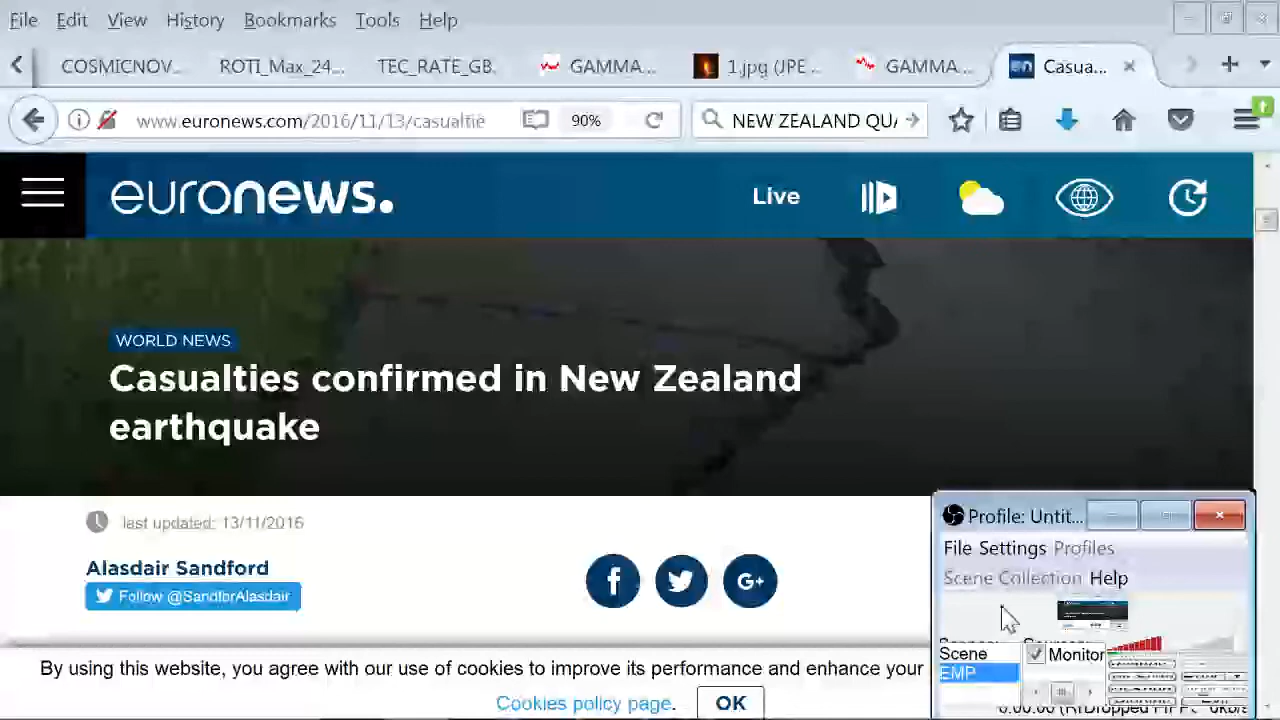 File Edit View History Bookmarks Tools Help
COSMICNOV... ROTI_Max_24... TEC_RATE_GB. GAMMA... 1.jpg (JPE... GAMMA... Casua...
www.euronews.com/2016/11/13/casualtie 90% NEW ZEALAND QU
euronews. Live
WORLD NEWS
Casualties confirmed in New Zealand
earthquake
last updated: 13/11/2016
Alasdair Sandford
Follow @SandforAlasdair
By using this website, you agree with our use of cookies to improve its performance and enhance your
Cookies policy page. OK
Profile: Untit...
File Settings Profiles
Scene Collection Help
Scene Monitor
EMP